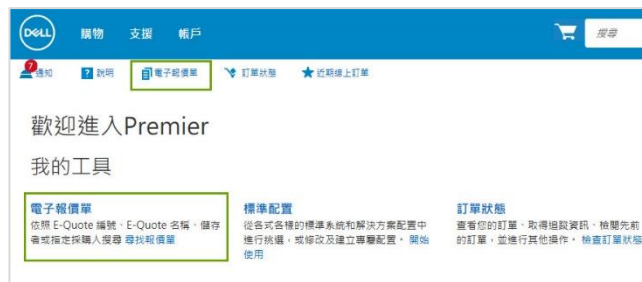 DELL
購物 支援 帳戶
搜尋
7
通知 ? 說明 電子報價單 訂單狀態 近期線上訂單
歡迎進入Premier
我的工具
電子報價單 標準配置 訂單狀態
依照 E-Quote 編號、E-Quote 名稱、儲存 從各式各樣的標準系統和解決方案配置中 查看您的訂單、取得追蹤資訊、檢閱先前
者或指定採購人搜尋 尋找報價單 進行挑選,或修改及建立專屬配置。 開始 的訂單,並進行其他操作。 檢查訂單狀態
使用